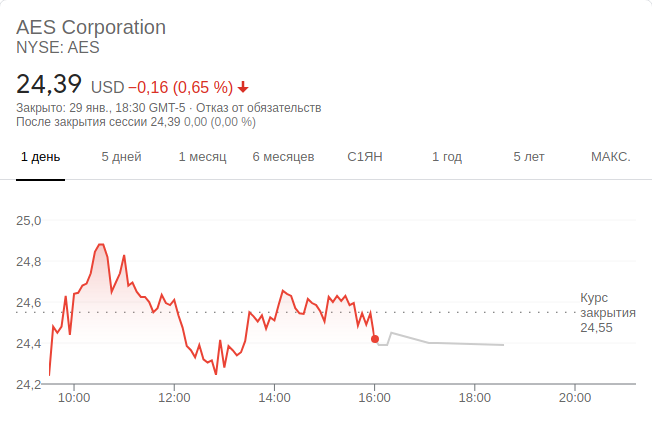 AES Corporation
NYSE: AES
24,39 USD −0,16 (0,65 %)
Закрыто: 29 янв., 18:30 GMT-5 · Отказ от обязательств
После закрытия сессии 24,39 0,00 (0,00 %)
1 день 5 дней 1 месяц 6 месяцев С1ЯН 1 год 5 лет МАКС.
25,0
24,8
24,6
24,4
24,2
Курс
закрытия
24,55
10:00 12:00 14:00 16:00 18:00 20:00